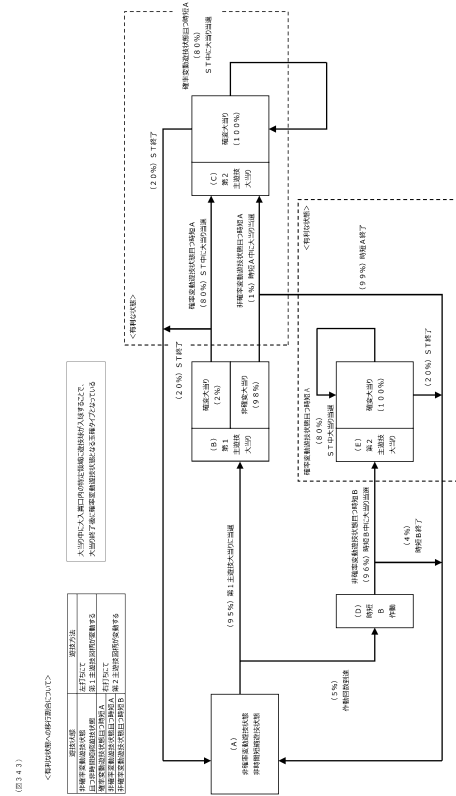 （図３４３）
＜有利な状態への移行割合について＞
遊技状態
遊技方法
非確率変動遊技状態
且つ非時間短縮遊技状態
左打ちにて
第１主遊技図柄が変動する
確率変動遊技状態且つ時短Ａ
非確率変動遊技状態且つ時短Ａ
非確率変動遊技状態且つ時短Ｂ
右打ちにて
第２主遊技図柄が変動する
大当り中に大入賞口内の特定領域に遊技球が入球することで、
大当り終了後に確率変動遊技状態となる玉確タイプとなっている
（Ａ）
非確率変動遊技状態
非時間短縮遊技状態
（９５％）第１主遊技大当りに当選
（５％）
作動回数到達
（Ｂ）
第１
主遊技
大当り
確変大当り
（２％）
非確変大当り
（９８％）
（２０％）ＳＴ終了
＜有利な状態＞
確率変動遊技状態且つ時短Ａ
（８０％）ＳＴ中に大当り当選
非確率変動遊技状態且つ時短Ａ
（１％）時短Ａ中に大当り当選
（２０％）ＳＴ終了
（Ｃ）
第２
主遊技
大当り
確変大当り
（１００％）
確率変動遊技状態且つ時短Ａ
（８０％）
ＳＴ中に大当り当選
（Ｄ）
時短
Ｂ
作動
非確率変動遊技状態且つ時短Ｂ
（９６％）時短Ｂ中に大当り当選
（４％）
時短Ｂ終了
（Ｅ）
第２
主遊技
大当り
確変大当り
（１００％）
確率変動遊技状態且つ時短Ａ
（８０％）
ＳＴ中大当り当選
（２０％）ＳＴ終了
＜有利な状態＞
（９９％）時短Ａ終了